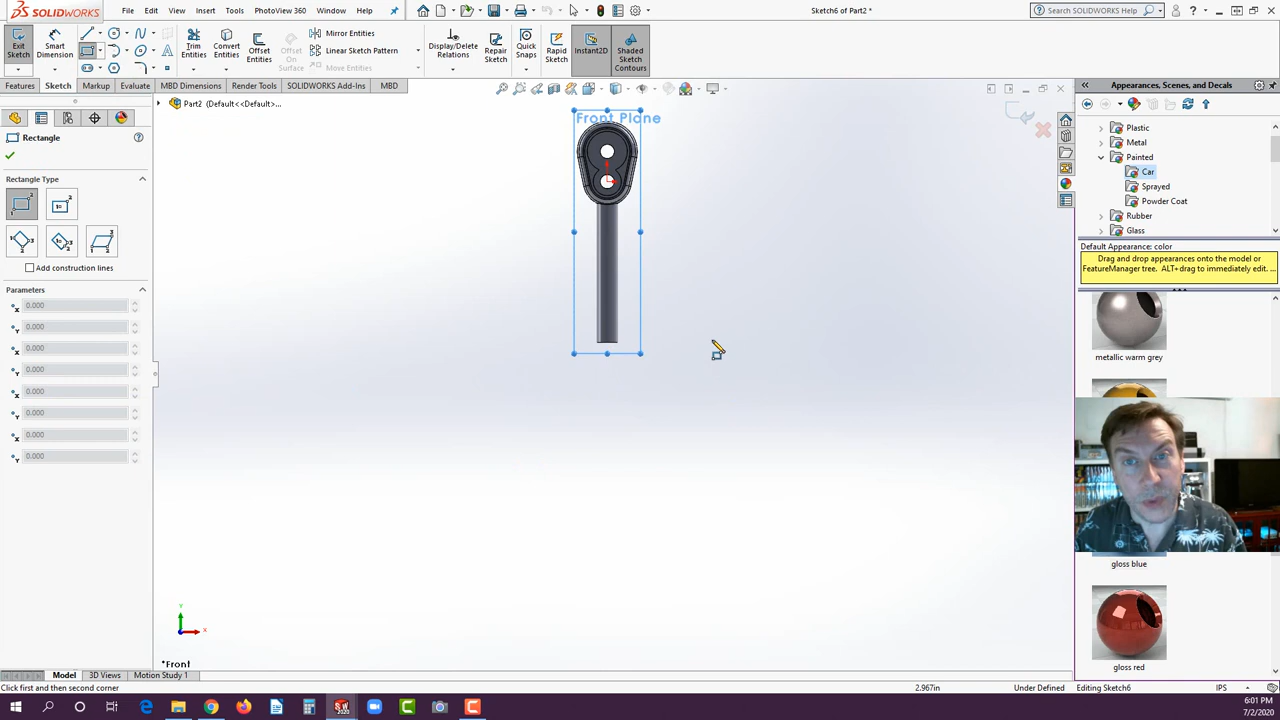 SOLIDWORKS
File Edit View Insert Tools PhotoView 360 Window Help
Sketch6 of Part2 *
Search SOLIDWORKS Help
Exit Sketch
Smart Dimension
Trim Entities
Convert Entities
Offset Entities
Offset On Surface
Mirror Entities
Linear Sketch Pattern
Move Entities
Display/Delete Relations
Repair Sketch
Quick Snaps
Rapid Sketch
Instant2D
Shaded Sketch Contours
Features Sketch Markup Evaluate MBD Dimensions Render Tools SOLIDWORKS Add-Ins MBD
Part2 (Default<<Default>...
Rectangle
Rectangle Type
Add construction lines
Parameters
0.000
0.000
0.000
0.000
0.000
0.000
0.000
0.000
Front Plane
Y
X
*Front
Appearances, Scenes, and Decals
Plastic
Metal
Painted
Car
Sprayed
Powder Coat
Rubber
Glass
Default Appearance: color
Drag and drop appearances onto the model or
FeatureManager tree. ALT+drag to immediately edit. ...
metallic warm grey
gloss blue
gloss red
Model 3D Views Motion Study 1
Click first and then second corner
2.967in Under Defined Editing Sketch6 IPS
6:01 PM
7/2/2020